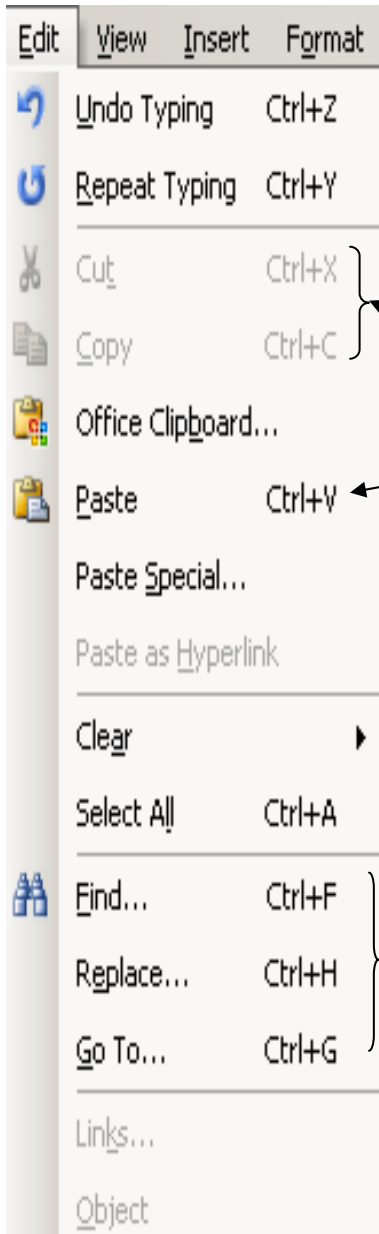 Edit View Insert Format
Undo Typing Ctrl+Z
Repeat Typing Ctrl+Y
Cut Ctrl+X
Copy Ctrl+C
Office Clipboard...
Paste Ctrl+V
Paste Special...
Paste as Hyperlink
Clear
Select All Ctrl+A
Find... Ctrl+F
Replace... Ctrl+H
Go To... Ctrl+G
Links...
Object